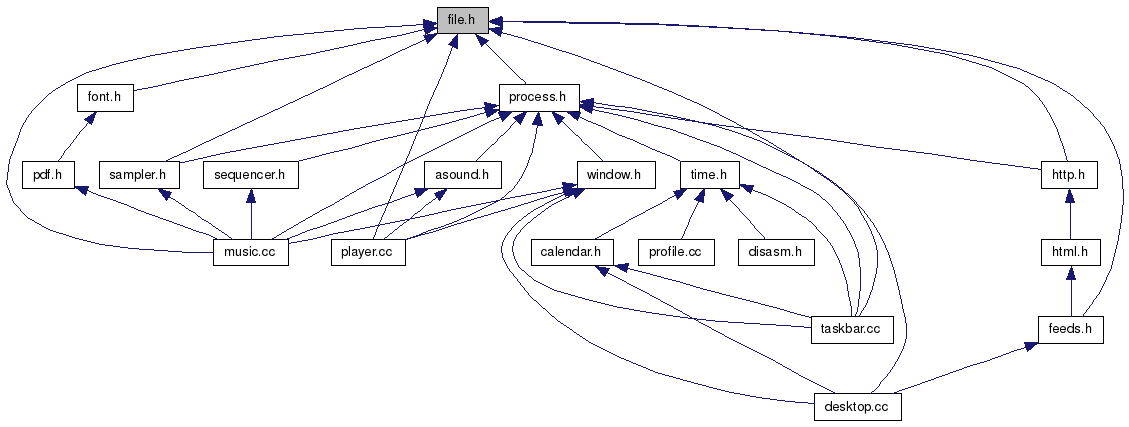 file.h
font.h
process.h
pdf.h
sampler.h
sequencer.h
asound.h
window.h
time.h
http.h
music.cc
player.cc
calendar.h
profile.cc
disasm.h
html.h
taskbar.cc
feeds.h
desktop.cc